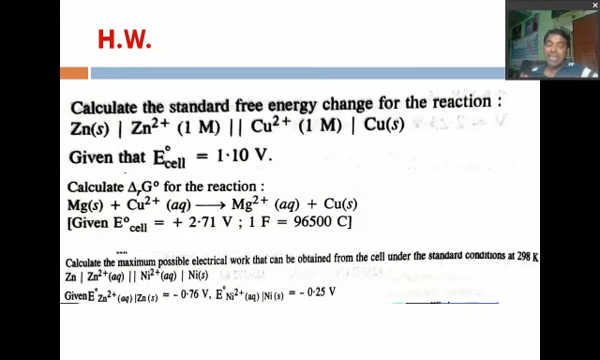 H.W.
Calculate the standard free energy change for the reaction :
Zn(s) | Zn²⁺ (1 M) || Cu²⁺ (1 M) | Cu(s)
Given that E°cell = 1·10 V.
Calculate ΔrG° for the reaction :
Mg(s) + Cu²⁺ (aq) ⟶ Mg²⁺ (aq) + Cu(s)
[Given E°cell = + 2·71 V ; 1 F = 96500 C]
Calculate the maximum possible electrical work that can be obtained from the cell under the standard conditions at 298 K
Zn | Zn²⁺(aq) || Ni²⁺(aq) | Ni(s)
Given E°Zn²⁺ (aq) |Zn (s) = – 0·76 V, E°Ni²⁺ (aq) |Ni (s) = – 0·25 V